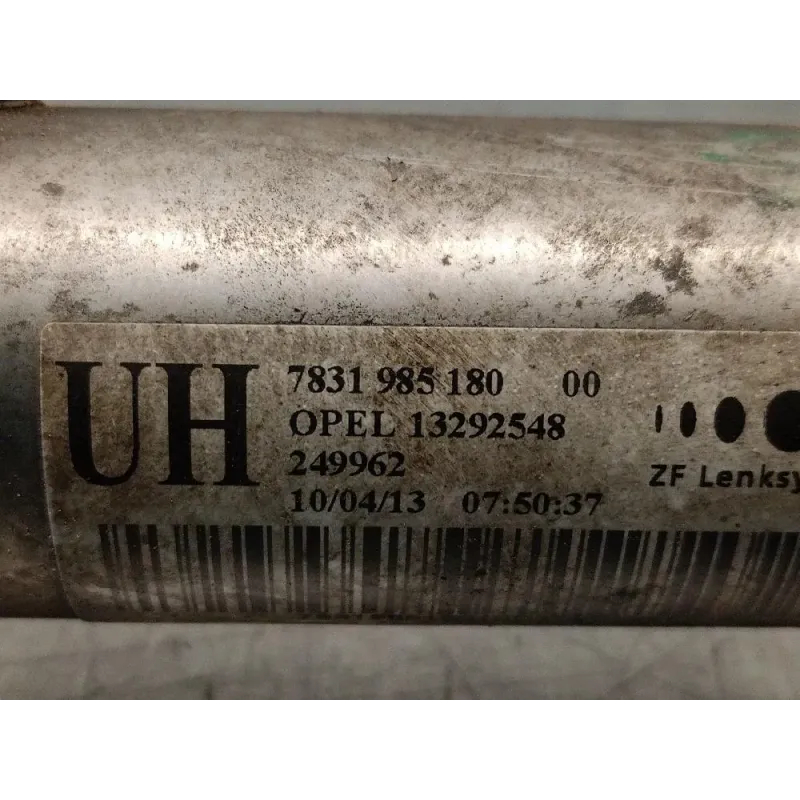 UH
7831 985 180 00
OPEL 13292548
249962
10/04/13 07:50:37
ZF Lenksy